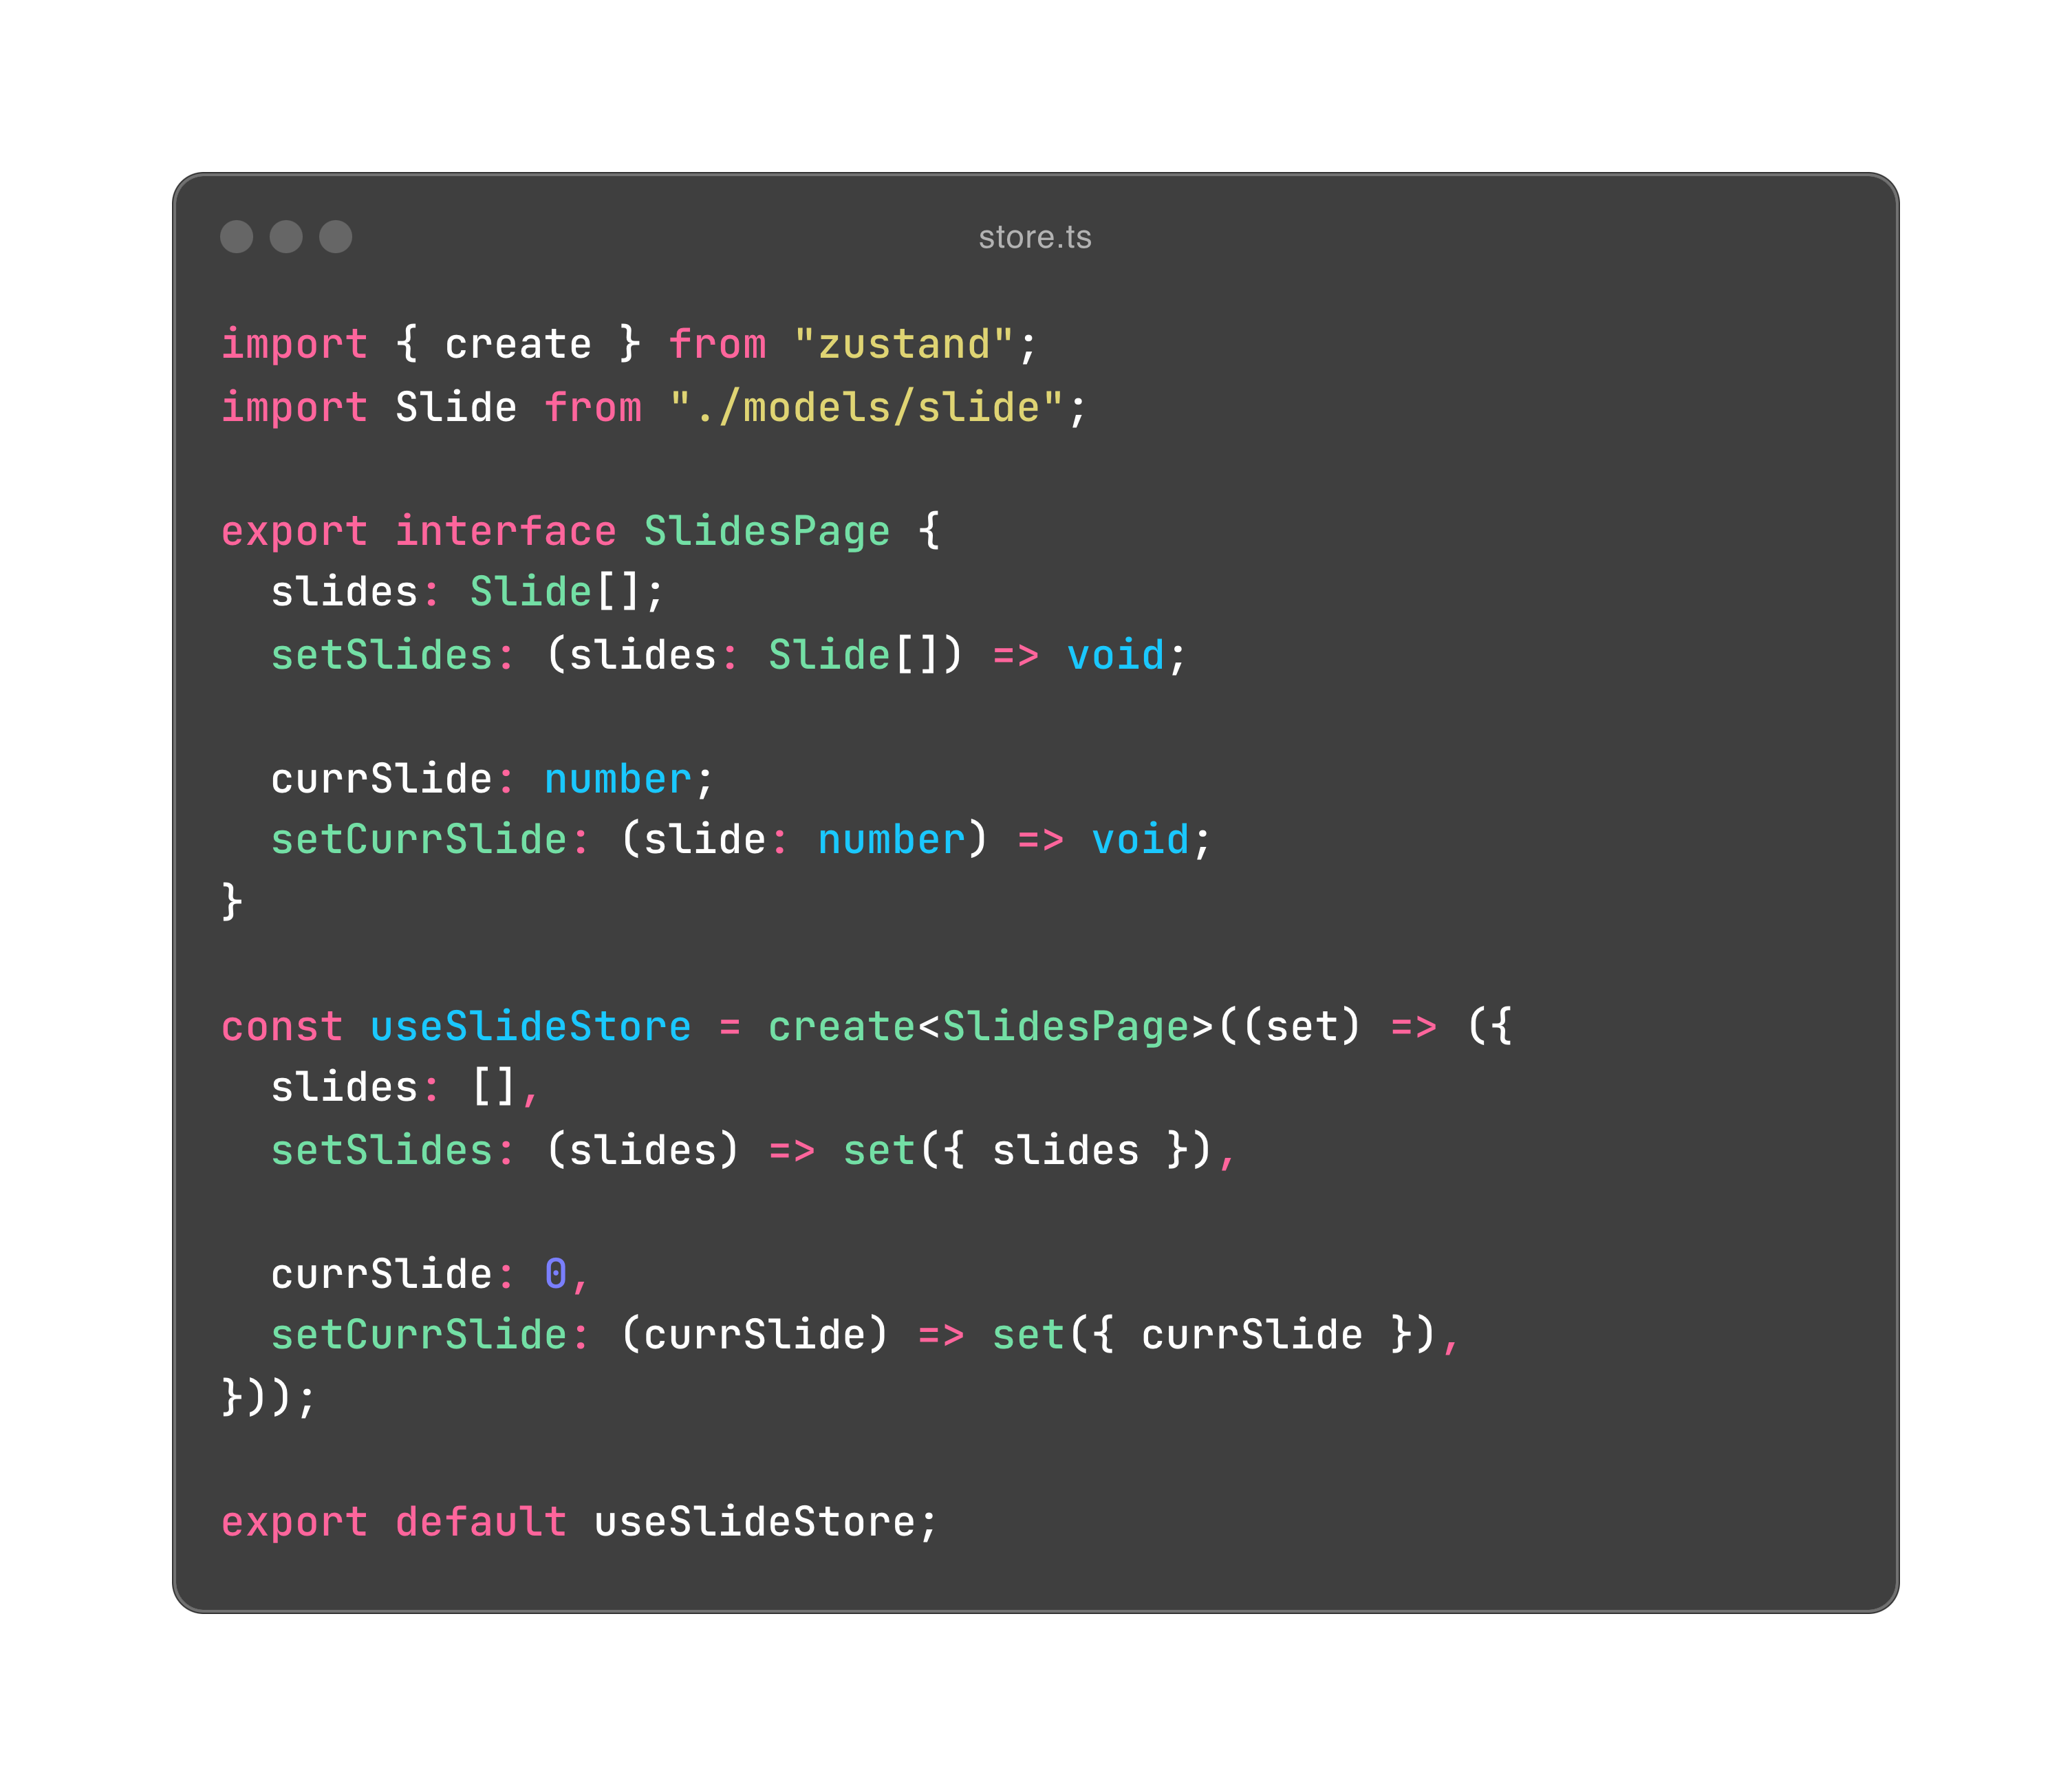 store.ts
import { create } from "zustand";
import Slide from "./models/slide";
export interface SlidesPage {
  slides: Slide[];
  setSlides: (slides: Slide[]) => void;
  currSlide: number;
  setCurrSlide: (slide: number) => void;
}
const useSlideStore = create<SlidesPage>((set) => ({
  slides: [],
  setSlides: (slides) => set({ slides }),
  currSlide: 0,
  setCurrSlide: (currSlide) => set({ currSlide }),
}));
export default useSlideStore;